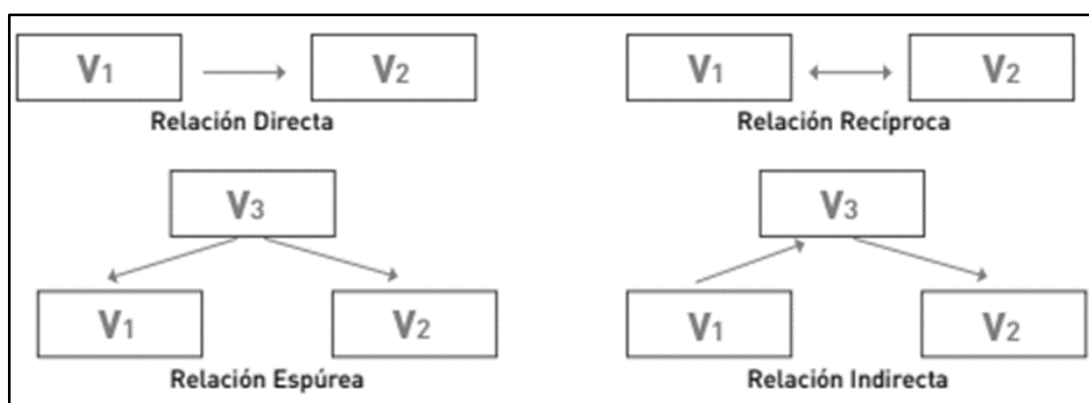 V1
V2
Relación Directa
V1
V2
Relación Recíproca
V3
V1
V2
Relación Espúrea
V3
V1
V2
Relación Indirecta